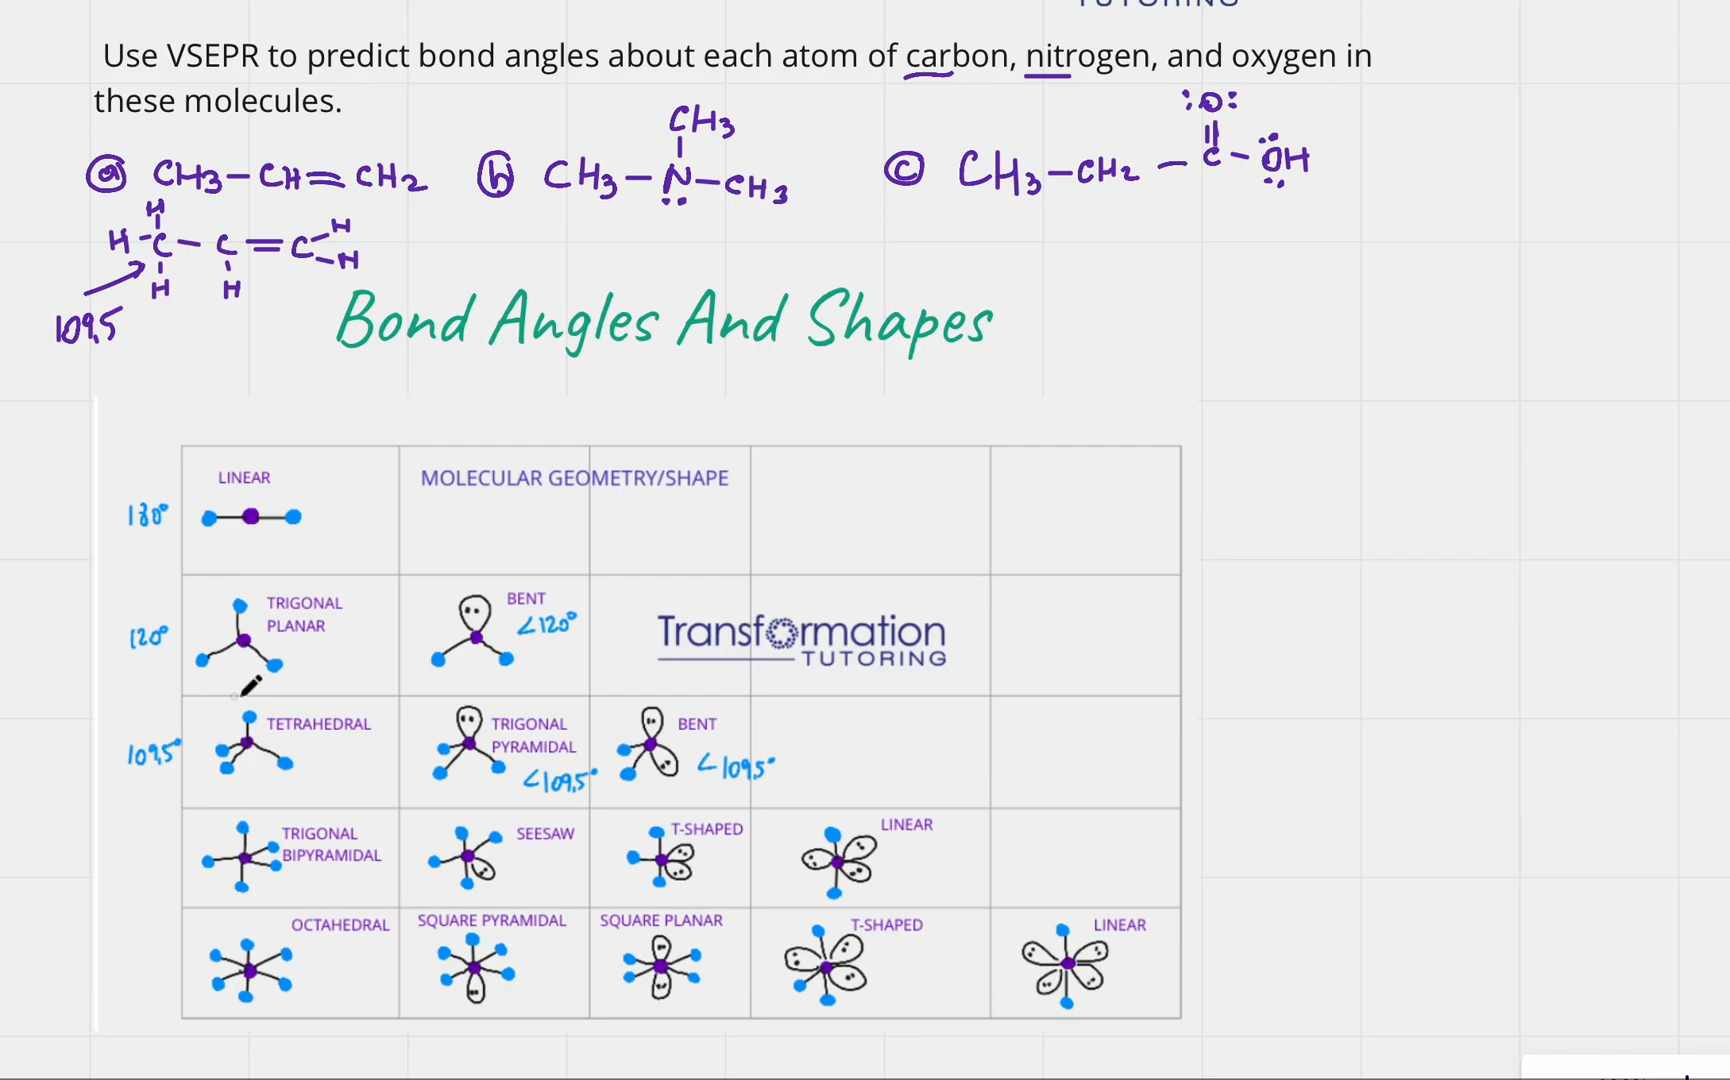 TUTORING
Use VSEPR to predict bond angles about each atom of carbon, nitrogen, and oxygen in
these molecules.
ⓐ CH3–CH=CH2
ⓑ CH3–N̤–CH3
CH3
ⓒ CH3–CH2–C–ÖH
:O:
H
H–C–C=C–H
H H H
109,5
Bond Angles And Shapes
LINEAR
MOLECULAR GEOMETRY/SHAPE
180°
TRIGONAL
PLANAR
BENT
<120°
120°
Transformation
TUTORING
TETRAHEDRAL
TRIGONAL
PYRAMIDAL
BENT
109,5°
<109,5°
<109,5°
TRIGONAL
BIPYRAMIDAL
SEESAW
T-SHAPED
LINEAR
OCTAHEDRAL
SQUARE PYRAMIDAL
SQUARE PLANAR
T-SHAPED
LINEAR